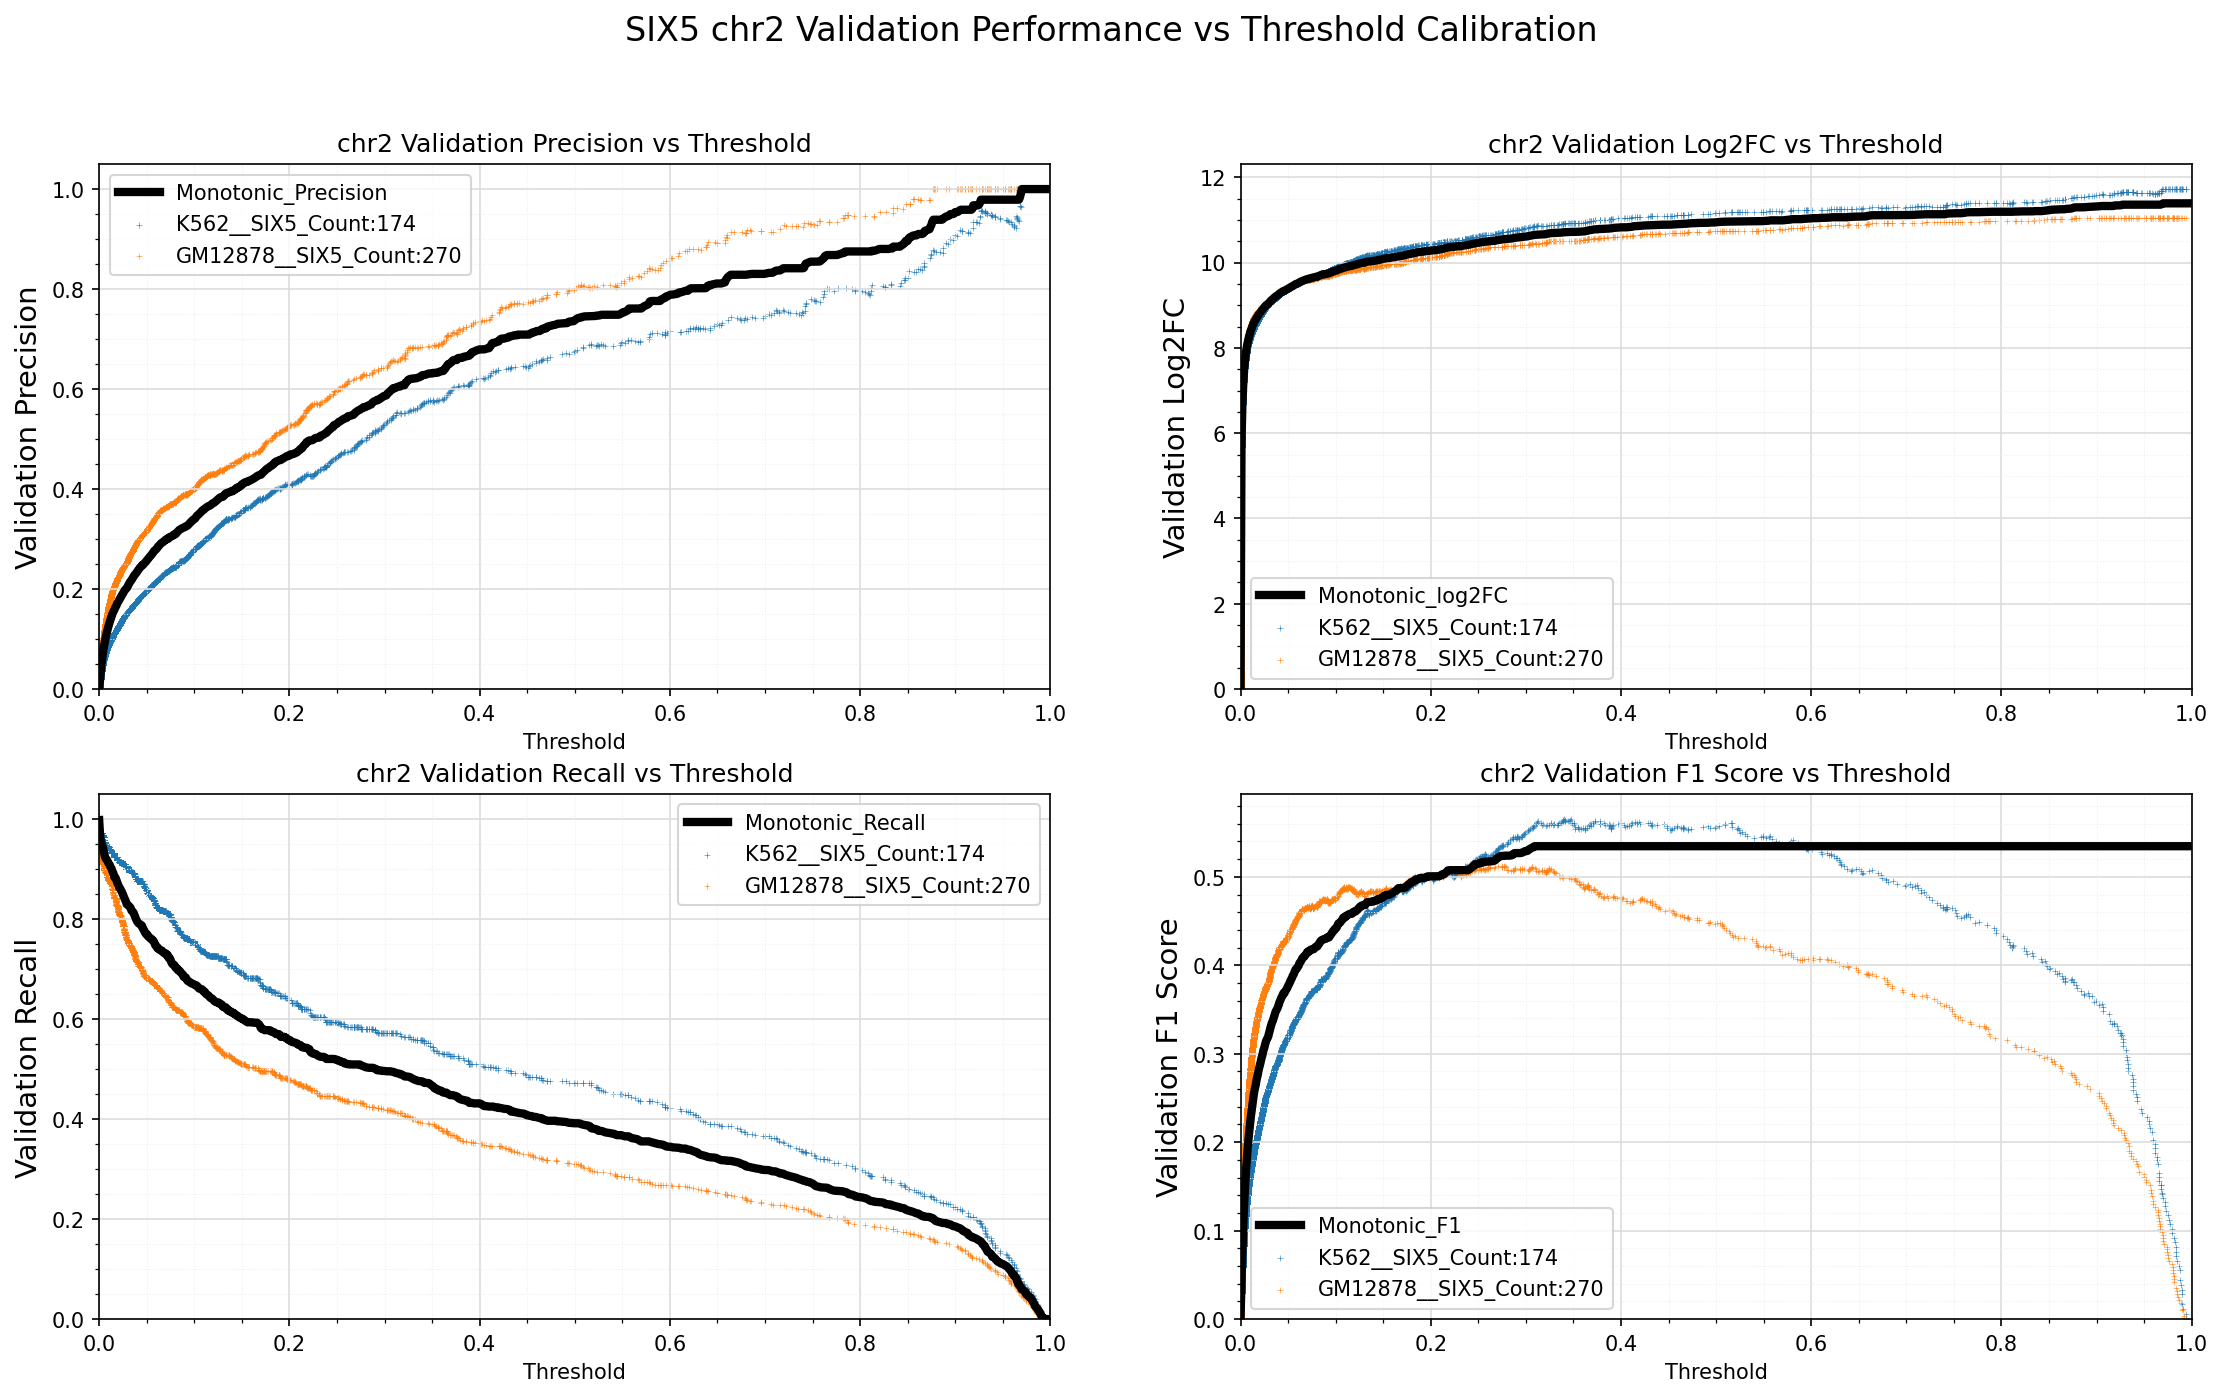 SIX5 chr2 Validation Performance vs Threshold Calibration
chr2 Validation Precision vs Threshold
Validation Precision
1.0
0.8
0.6
0.4
0.2
0.0
Monotonic_Precision
K562__SIX5_Count:174
GM12878__SIX5_Count:270
0.0 0.2 0.4 0.6 0.8 1.0
Threshold
chr2 Validation Log2FC vs Threshold
Validation Log2FC
12
10
8
6
4
2
0
Monotonic_log2FC
K562__SIX5_Count:174
GM12878__SIX5_Count:270
0.0 0.2 0.4 0.6 0.8 1.0
Threshold
chr2 Validation Recall vs Threshold
Validation Recall
1.0
0.8
0.6
0.4
0.2
0.0
Monotonic_Recall
K562__SIX5_Count:174
GM12878__SIX5_Count:270
0.0 0.2 0.4 0.6 0.8 1.0
Threshold
chr2 Validation F1 Score vs Threshold
Validation F1 Score
0.5
0.4
0.3
0.2
0.1
0.0
Monotonic_F1
K562__SIX5_Count:174
GM12878__SIX5_Count:270
0.0 0.2 0.4 0.6 0.8 1.0
Threshold